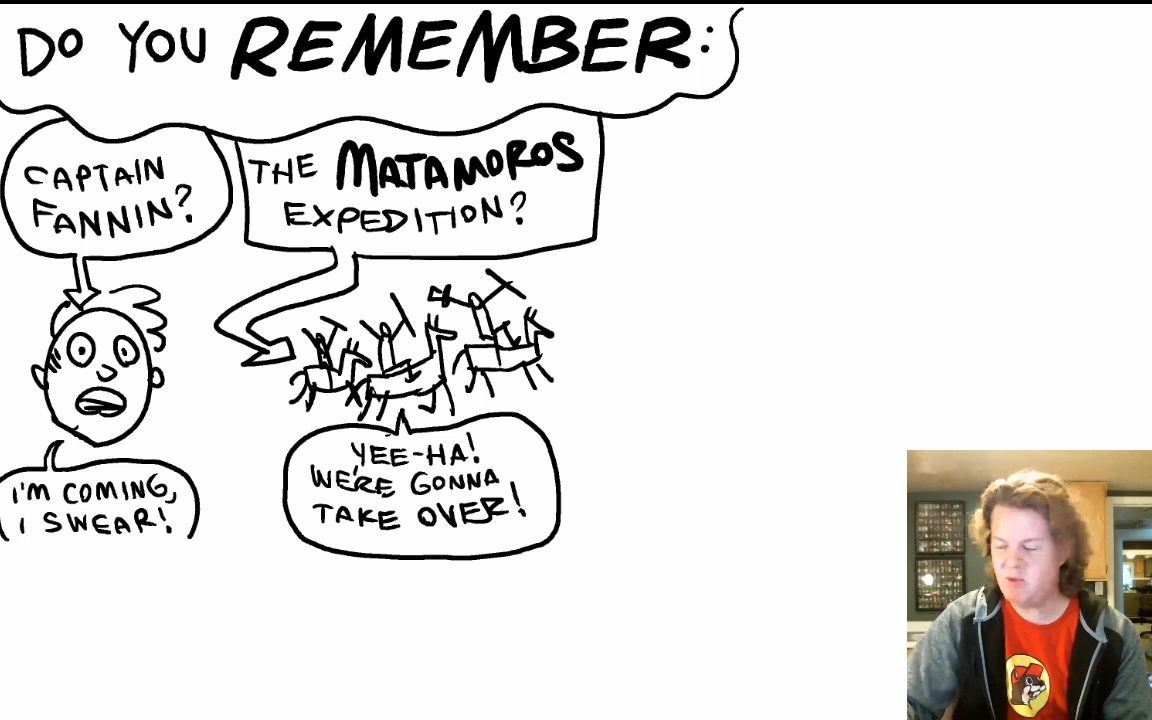 DO YOU REMEMBER:
CAPTAIN
FANNIN?
THE MATAMOROS
EXPEDITION?
YEE-HA!
WE'RE GONNA
TAKE OVER!
I'M COMING,
I SWEAR!